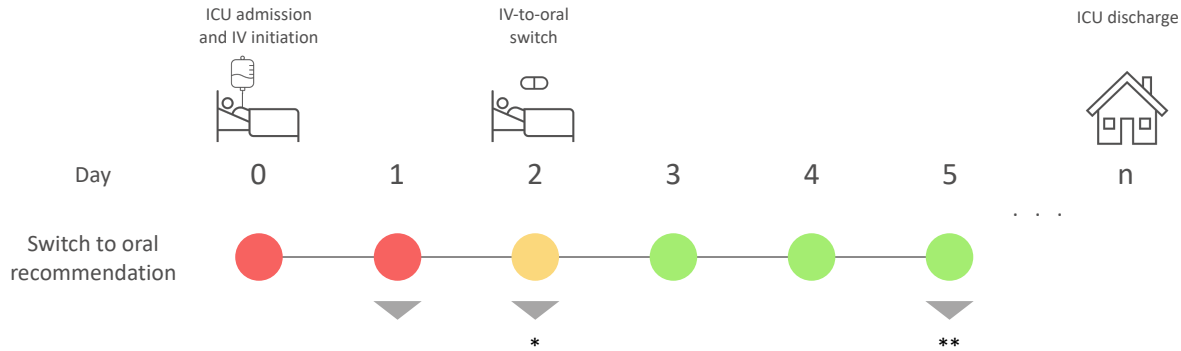 ICU admission
and IV initiation
IV-to-oral
switch
ICU discharge
Day 0 1 2 3 4 5 n
. . .
Switch to oral
recommendation
* **